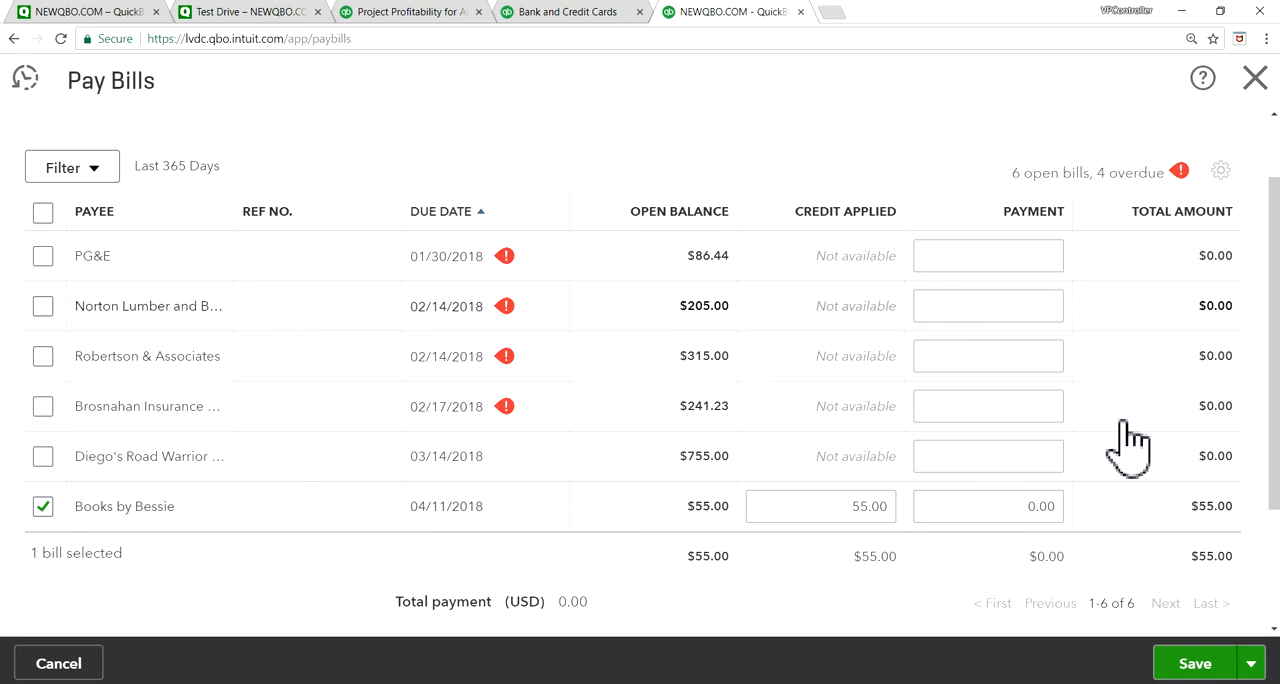 NEWQBO.COM – QuickB
Test Drive – NEWQBO.CC
Project Profitability for A
Bank and Credit Cards
NEWQBO.COM - QuickB
VPController
Secure
https://lvdc.qbo.intuit.com/app/paybills
Pay Bills
Filter
Last 365 Days
6 open bills, 4 overdue
PAYEE REF NO. DUE DATE OPEN BALANCE CREDIT APPLIED PAYMENT TOTAL AMOUNT
PG&E 01/30/2018 $86.44 Not available $0.00
Norton Lumber and B... 02/14/2018 $205.00 Not available $0.00
Robertson & Associates 02/14/2018 $315.00 Not available $0.00
Brosnahan Insurance ... 02/17/2018 $241.23 Not available $0.00
Diego's Road Warrior ... 03/14/2018 $755.00 Not available $0.00
Books by Bessie 04/11/2018 $55.00 55.00 0.00 $55.00
1 bill selected $55.00 $55.00 $0.00 $55.00
Total payment (USD) 0.00
< First Previous 1-6 of 6 Next Last >
Cancel
Save